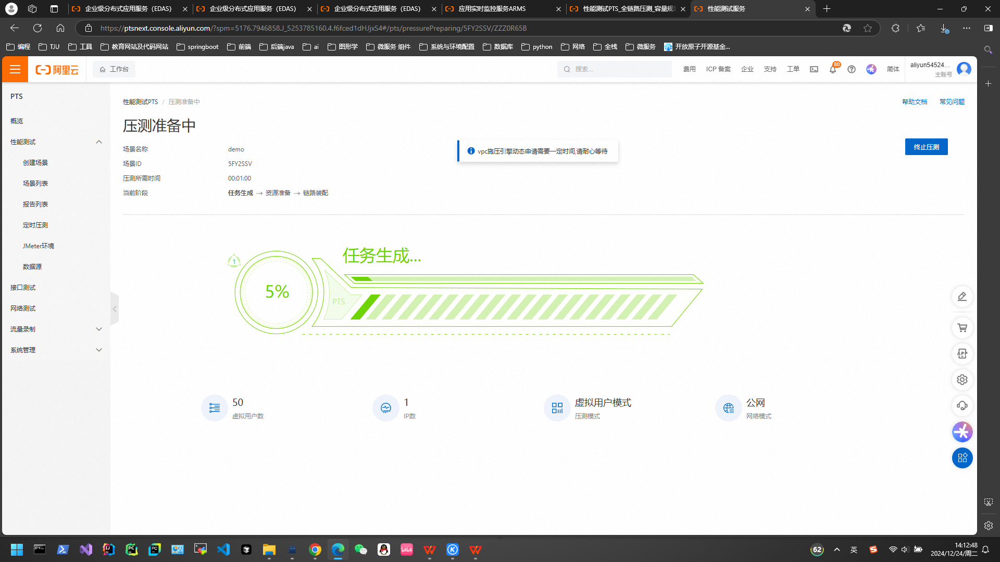 企业级分布式应用服务（EDAS）
企业级分布式应用服务（EDAS）
企业级分布式应用服务（EDAS）
应用实时监控服务ARMS
性能测试PTS_全链路压测_容量规
性能测试服务
https://ptsnext.console.aliyun.com/?spm=5176.7946858.J_5253785160.4.f6fced1dHJjxS4#/pts/pressurePreparing/5FY2SSV/ZZZ0R65B
编程
TJU
工具
教育网站及代码网站
springboot
前端
后端java
ai
图形学
微服务 组件
系统与环境配置
数据库
python
网络
全栈
微服务
开放原子开源基金...
阿里云
工作台
搜索...
费用
ICP 备案
企业
支持
工单
80
简体
aliyun54524...
主账号
PTS
概览
性能测试
创建场景
场景列表
报告列表
定时压测
JMeter环境
数据源
接口测试
网络测试
流量录制
系统管理
性能测试PTS / 压测准备中
帮助文档
常见问题
压测准备中
场景名称 demo
场景ID 5FY2SSV
压测所需时间 00:01:00
当前阶段 任务生成 → 资源准备 → 链路装配
vpc施压引擎动态申请需要一定时间,请耐心等待
终止压测
1
任务生成...
5%
PTS
50
虚拟用户数
1
IP数
虚拟用户模式
压测模式
公网
网络模式
APP
62
英
14:12:48
2024/12/24/周二